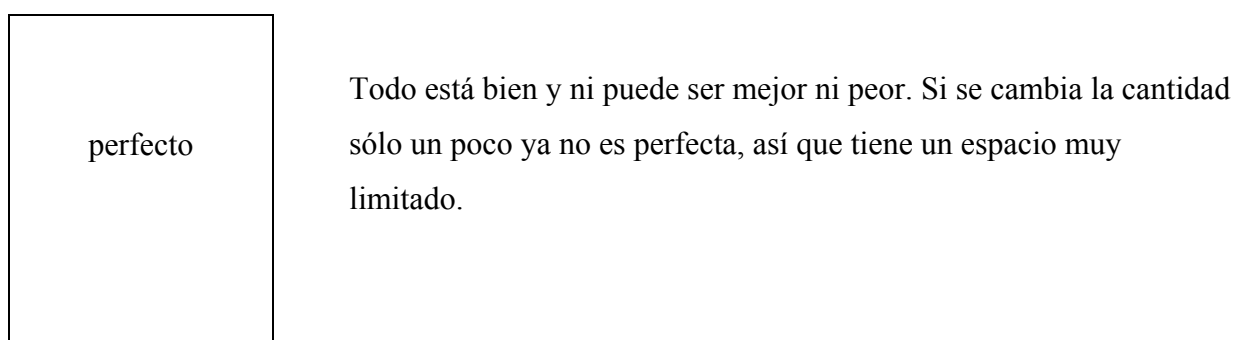 perfecto
Todo está bien y ni puede ser mejor ni peor. Si se cambia la cantidad
sólo un poco ya no es perfecta, así que tiene un espacio muy
limitado.